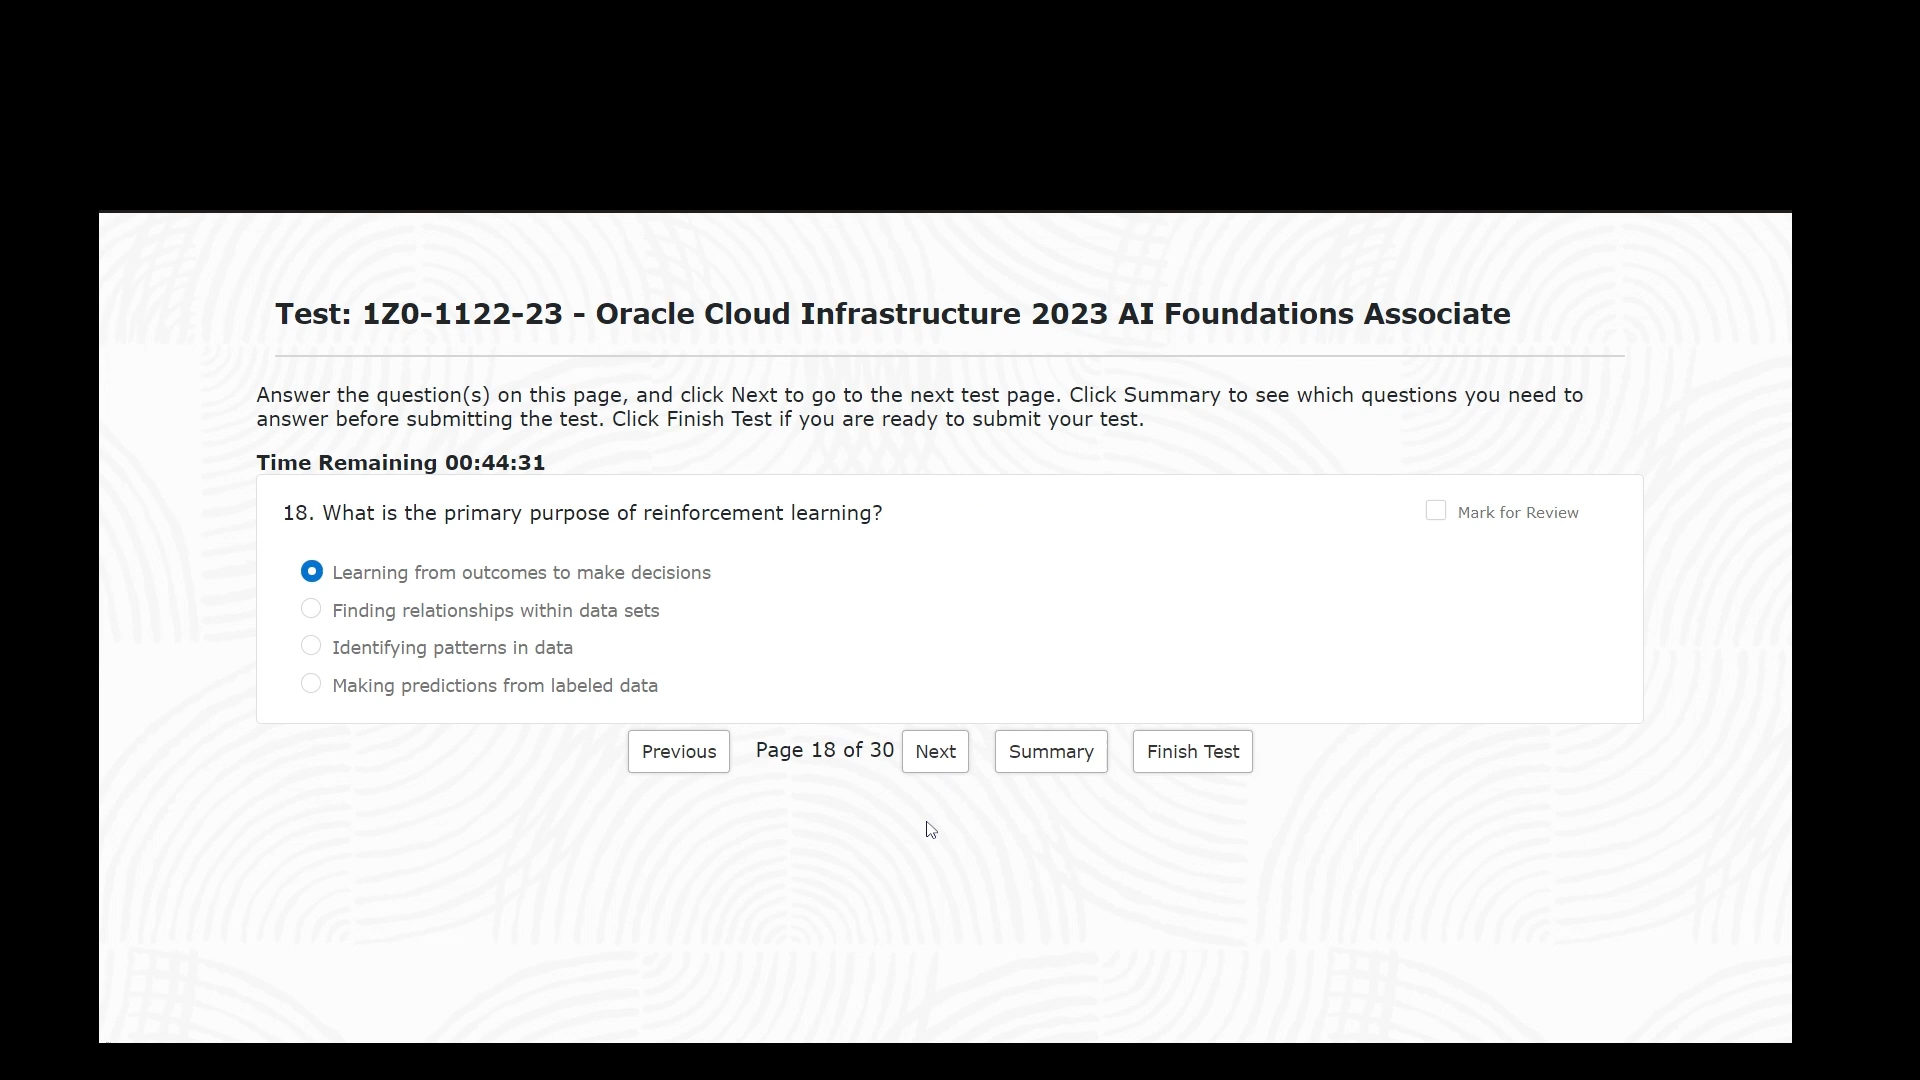 Test: 1Z0-1122-23 - Oracle Cloud Infrastructure 2023 AI Foundations Associate
Answer the question(s) on this page, and click Next to go to the next test page. Click Summary to see which questions you need to
answer before submitting the test. Click Finish Test if you are ready to submit your test.
Time Remaining 00:44:31
18. What is the primary purpose of reinforcement learning?
Mark for Review
Learning from outcomes to make decisions
Finding relationships within data sets
Identifying patterns in data
Making predictions from labeled data
Previous Page 18 of 30 Next Summary Finish Test